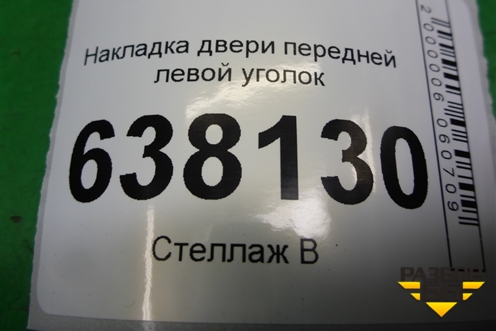 Накладка двери передней
левой уголок
638130
Стеллаж В
2000006060709